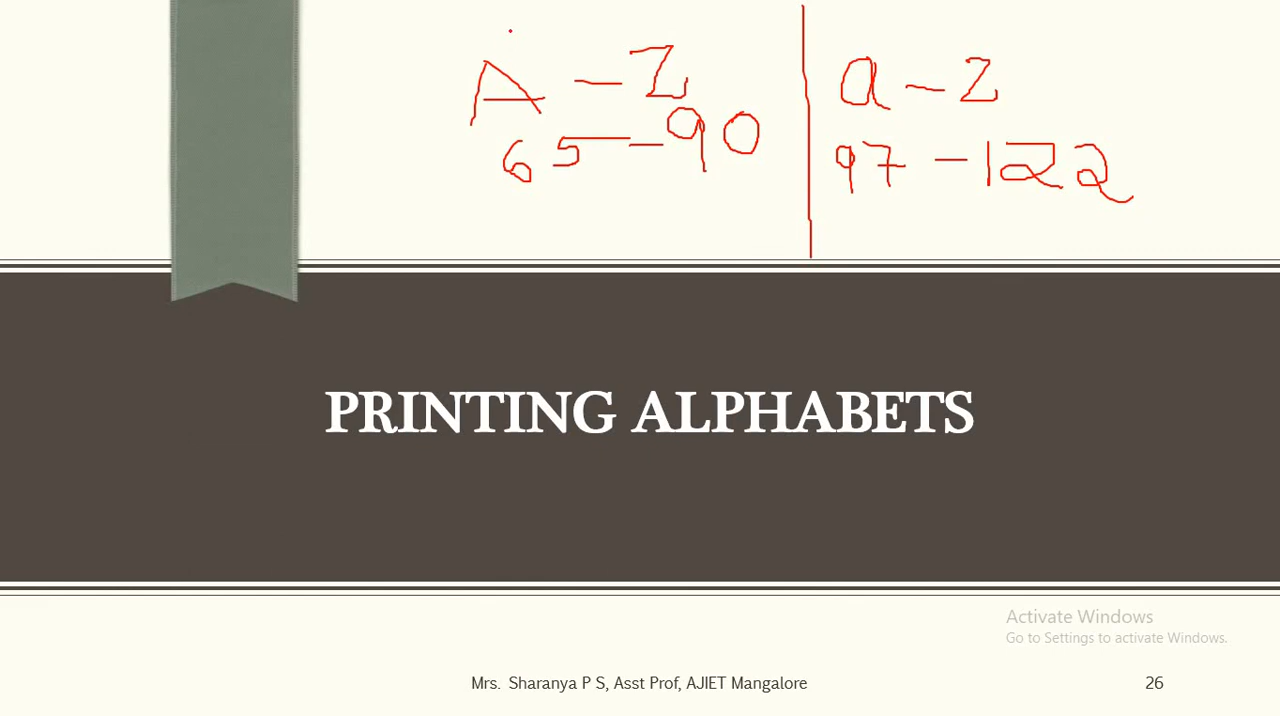 A - Z
65 - 90
a - z
97 - 122
PRINTING ALPHABETS
Activate Windows
Go to Settings to activate Windows.
Mrs. Sharanya P S, Asst Prof, AJIET Mangalore
26